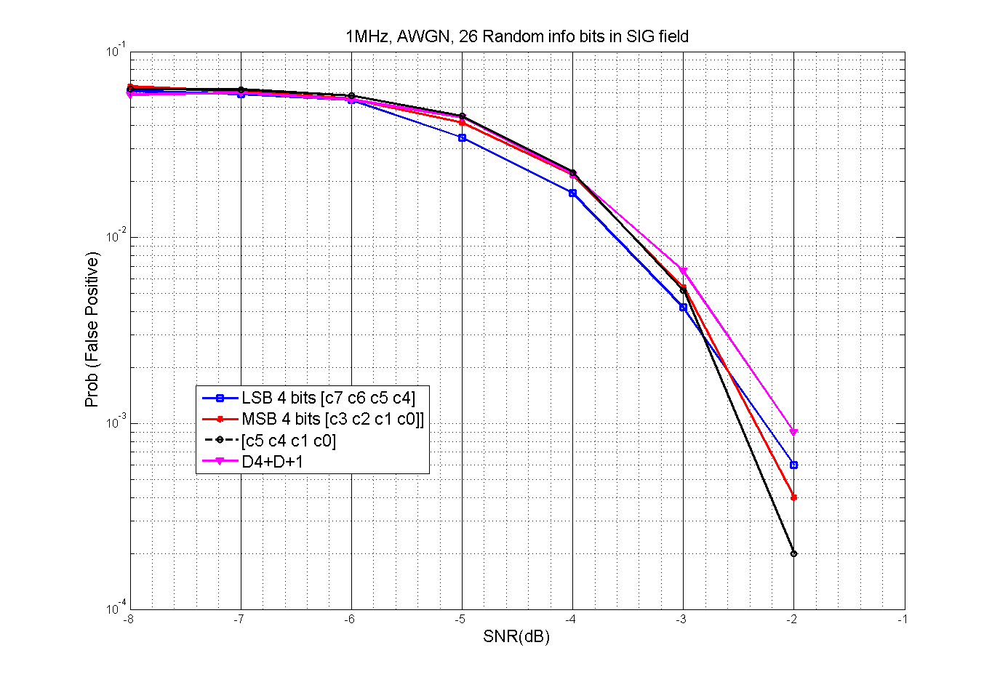 1MHz, AWGN, 26 Random info bits in SIG field
10^-1
10^-2
10^-3
10^-4
Prob (False Positive)
LSB 4 bits [c7 c6 c5 c4]
MSB 4 bits [c3 c2 c1 c0]]
[c5 c4 c1 c0]
D4+D+1
-8 -7 -6 -5 -4 -3 -2 -1
SNR(dB)